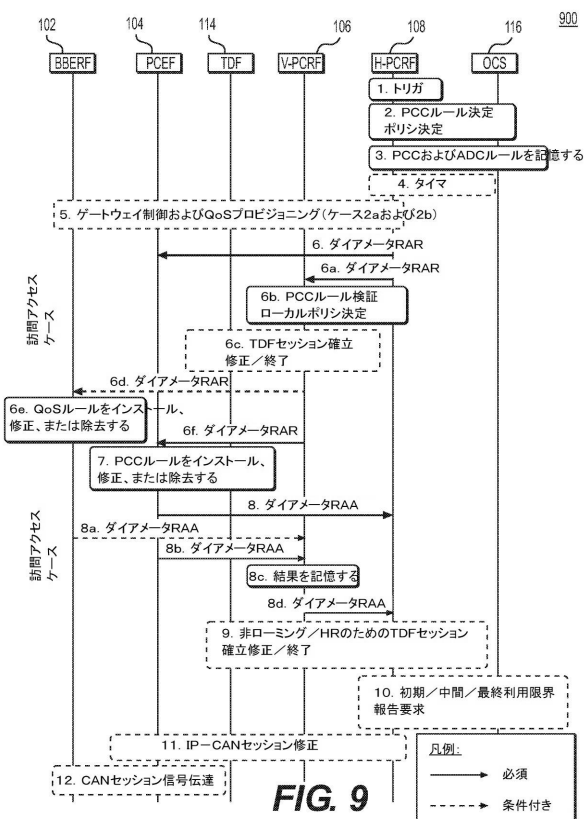 900
102
104
114
106
108
116
BBERF
PCEF
TDF
V-PCRF
H-PCRF
OCS
1. トリガ
2. PCCルール決定
ポリシ決定
3. PCCおよびADCルールを記憶する
4. タイマ
5. ゲートウェイ制御およびQoSプロビジョニング(ケース2aおよび2b)
6. ダイアメータRAR
6a. ダイアメータRAR
訪問アクセス
ケース
6b. PCCルール検証
ローカルポリシ決定
6c. TDFセッション確立
修正/終了
6d. ダイアメータRAR
6e. QoSルールをインストール、
修正、または除去する
6f. ダイアメータRAR
7. PCCルールをインストール、
修正、または除去する
8. ダイアメータRAA
訪問アクセス
ケース
8a. ダイアメータRAA
8b. ダイアメータRAA
8c. 結果を記憶する
8d. ダイアメータRAA
9. 非ローミング/HRのためのTDFセッション
確立修正/終了
10. 初期/中間/最終利用限界
報告要求
11. IP-CANセッション修正
12. CANセッション信号伝達
凡例:
必須
条件付き
FIG. 9